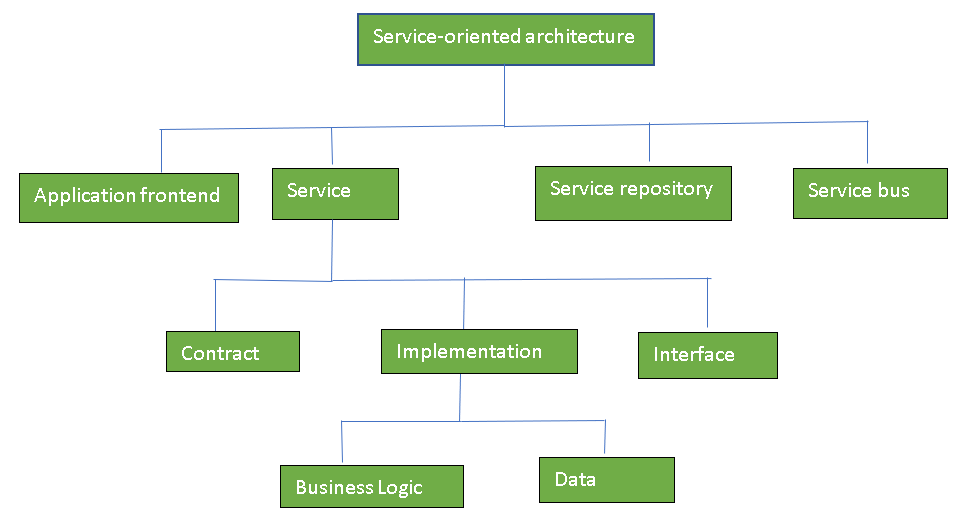 Service-oriented architecture
Application frontend
Service
Service repository
Service bus
Contract
Implementation
Interface
Business Logic
Data